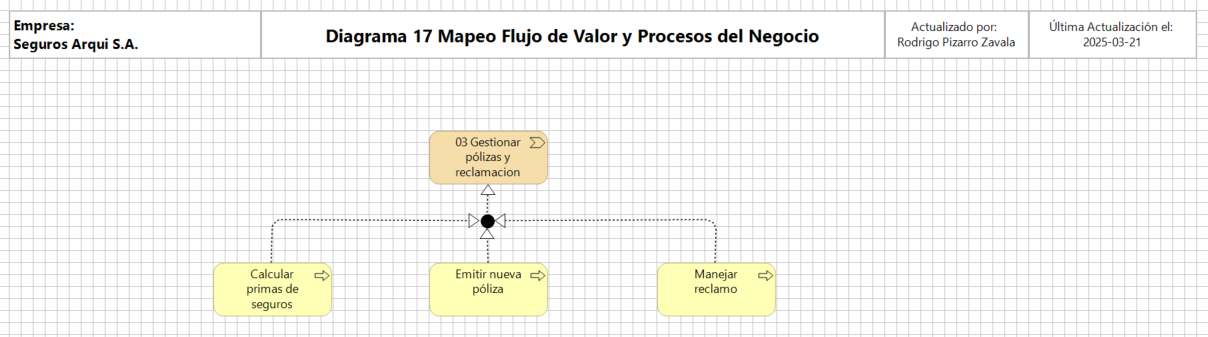 Empresa:
Seguros Arqui S.A.
Diagrama 17 Mapeo Flujo de Valor y Procesos del Negocio
Actualizado por:
Rodrigo Pizarro Zavala
Última Actualización el:
2025-03-21
03 Gestionar
pólizas y
reclamacion
Calcular
primas de
seguros
Emitir nueva
póliza
Manejar
reclamo